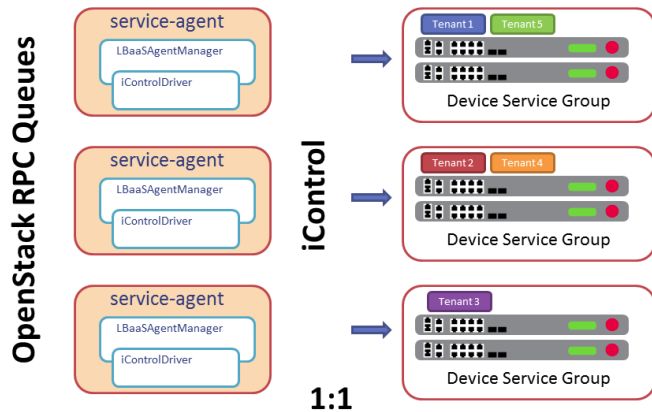 OpenStack RPC Queues
service-agent
LBaaSAgentManager
iControlDriver
service-agent
LBaaSAgentManager
iControlDriver
service-agent
LBaaSAgentManager
iControlDriver
iControl
1:1
Tenant 1
Tenant 5
Device Service Group
Tenant 2
Tenant 4
Device Service Group
Tenant 3
Device Service Group